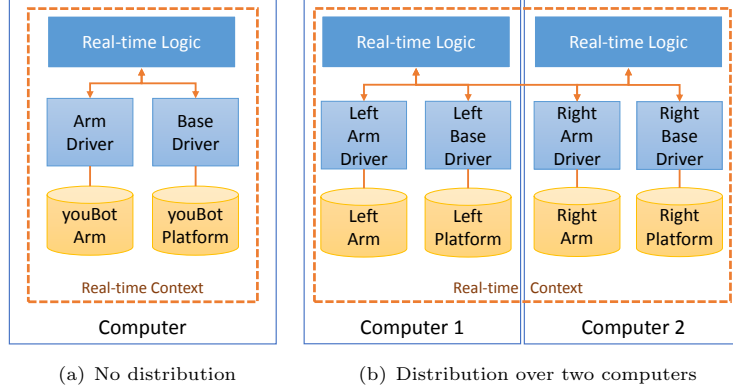 Real-time Logic
Arm
Driver
Base
Driver
youBot
Arm
youBot
Platform
Real-time Context
Computer
(a) No distribution
Real-time Logic
Real-time Logic
Left
Arm
Driver
Left
Base
Driver
Right
Arm
Driver
Right
Base
Driver
Left
Arm
Left
Platform
Right
Arm
Right
Platform
Real-time Context
Computer 1
Computer 2
(b) Distribution over two computers